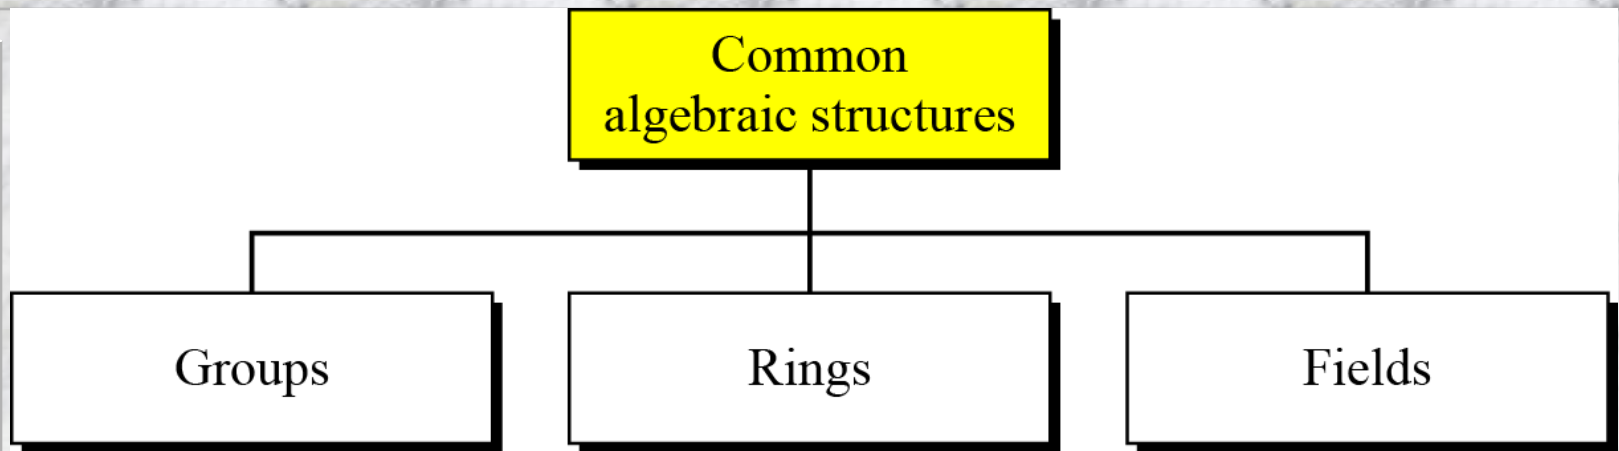 Common
algebraic structures
Groups
Rings
Fields